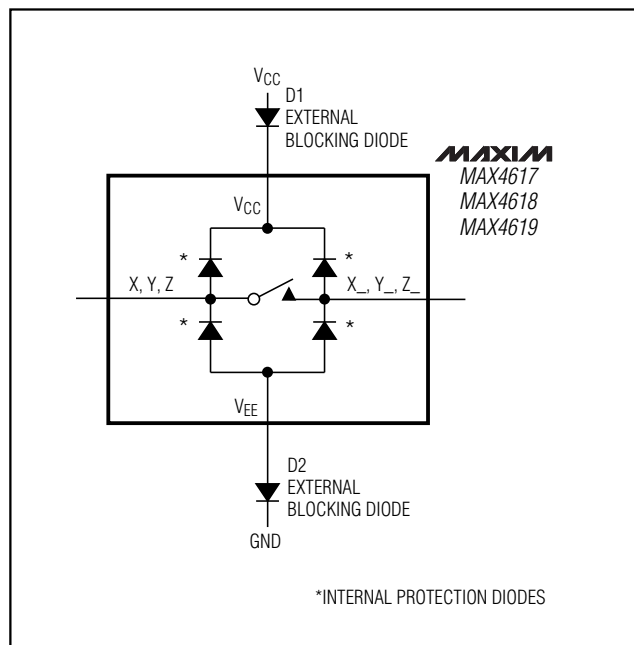 VCC
D1
EXTERNAL
BLOCKING DIODE
MAXIM
MAX4617
MAX4618
MAX4619
VCC
* *
X, Y, Z X_, Y_, Z_
* *
VEE
D2
EXTERNAL
BLOCKING DIODE
GND
*INTERNAL PROTECTION DIODES